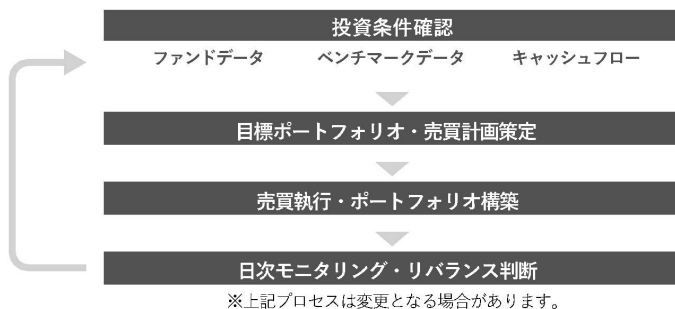 投資条件確認
ファンドデータ ベンチマークデータ キャッシュフロー
目標ポートフォリオ・売買計画策定
売買執行・ポートフォリオ構築
日次モニタリング・リバランス判断
※上記プロセスは変更となる場合があります。